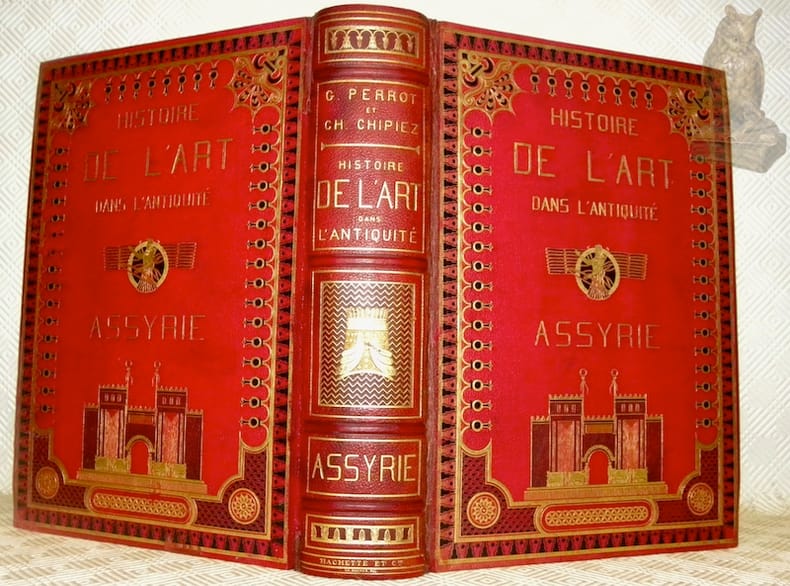 HISTOIRE
DE L'ART
DANS L'ANTIQUITÉ
ASSYRIE
G. PERROT
ET
CH. CHIPIEZ
HISTOIRE
DE L'ART
DANS
L'ANTIQUITÉ
ASSYRIE
HACHETTE ET Cie
HISTOIRE
DE L'ART
DANS L'ANTIQUITÉ
ASSYRIE